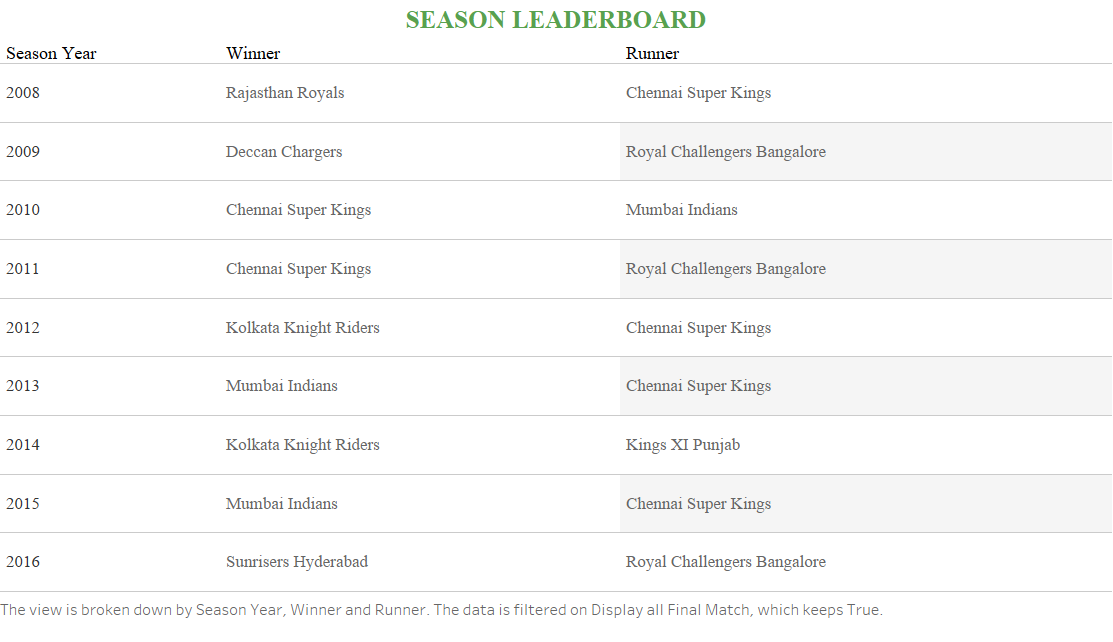 SEASON LEADERBOARD
Season Year Winner Runner
2008 Rajasthan Royals Chennai Super Kings
2009 Deccan Chargers Royal Challengers Bangalore
2010 Chennai Super Kings Mumbai Indians
2011 Chennai Super Kings Royal Challengers Bangalore
2012 Kolkata Knight Riders Chennai Super Kings
2013 Mumbai Indians Chennai Super Kings
2014 Kolkata Knight Riders Kings XI Punjab
2015 Mumbai Indians Chennai Super Kings
2016 Sunrisers Hyderabad Royal Challengers Bangalore
The view is broken down by Season Year, Winner and Runner. The data is filtered on Display all Final Match, which keeps True.